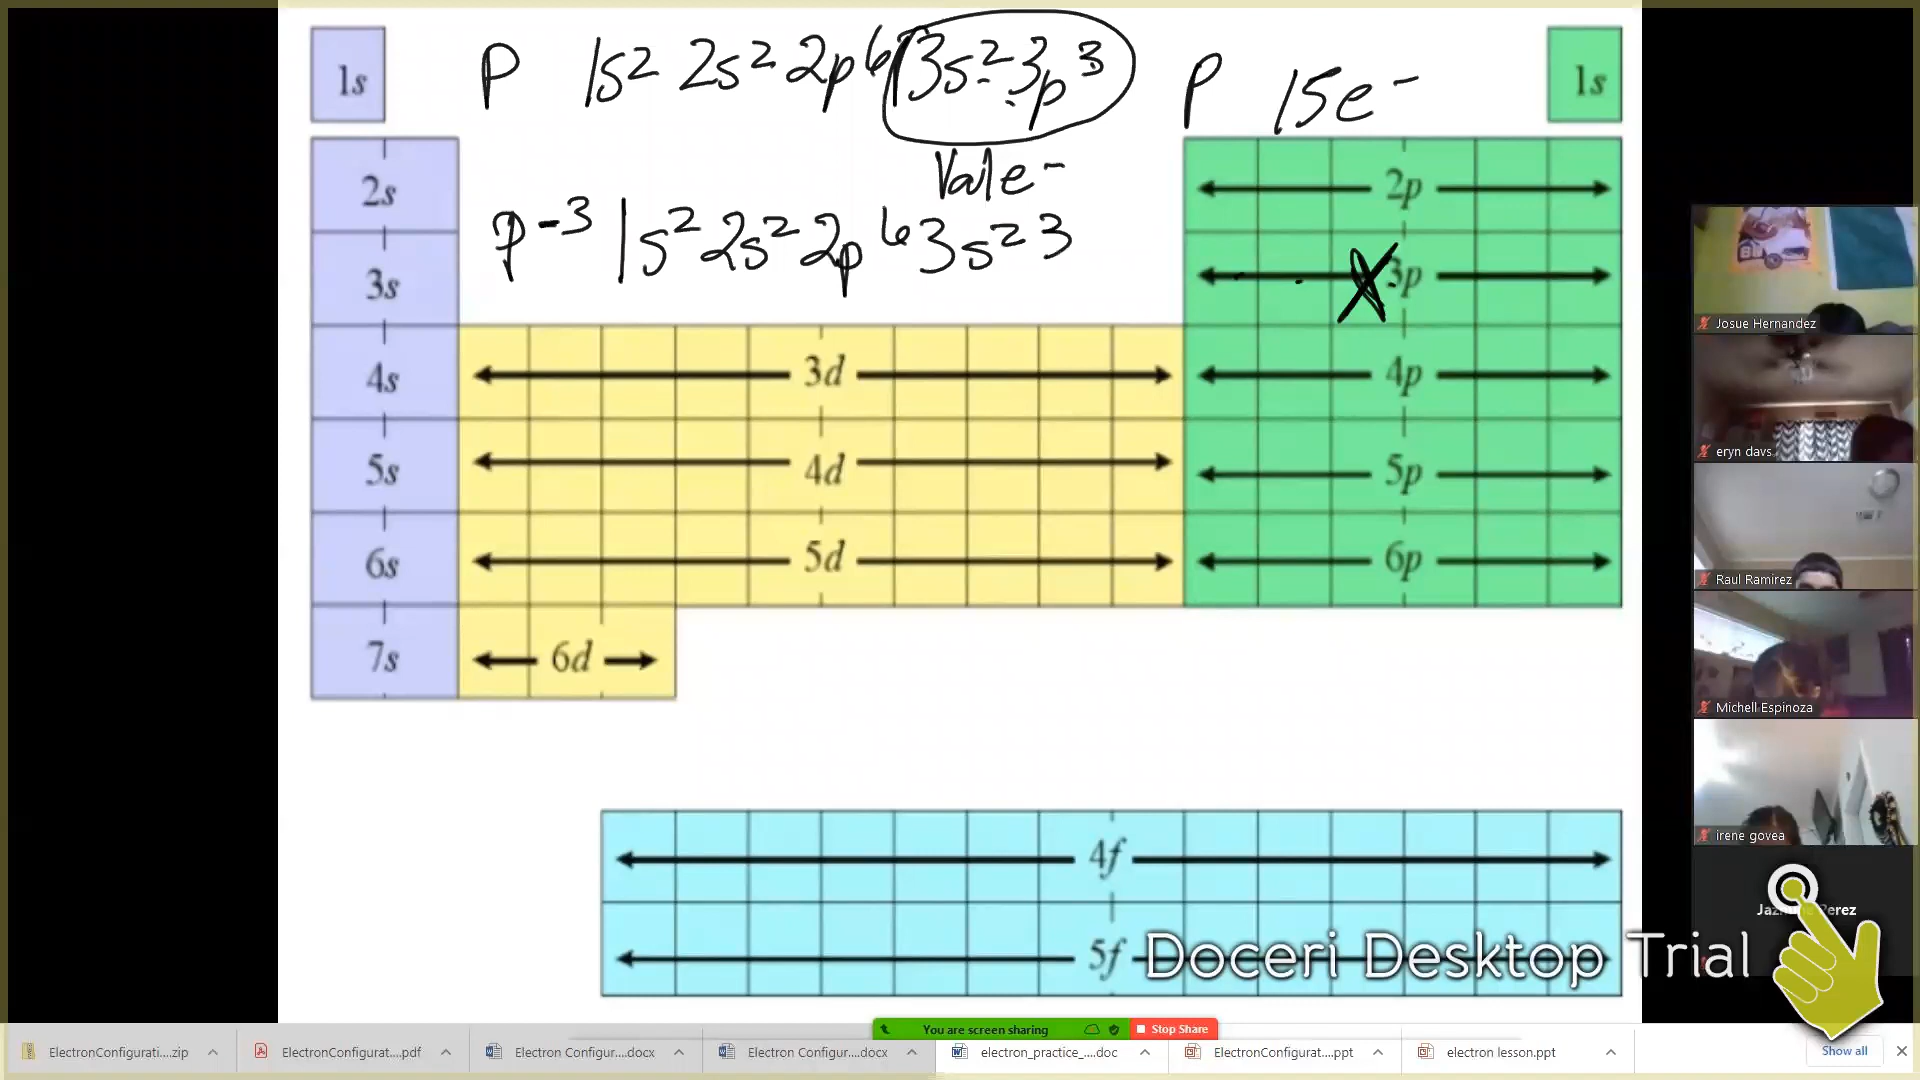 1s
P 1s2 2s2 2p6 3s2 3p3
P 15e-
1s
Vale-
2s
2p
P-3 1s2 2s2 2p6 3s2 3
3s
3p
4s
3d
4p
5s
4d
5p
6s
5d
6p
7s
6d
4f
5f
Josue Hernandez
eryn davs
Raul Ramirez
Michell Espinoza
irene govea
Perez
Doceri Desktop Trial
You are screen sharing
Stop Share
ElectronConfigurati....zip
ElectronConfigurat....pdf
Electron Configur....docx
Electron Configur....docx
electron_practice_....doc
ElectronConfigurat....ppt
electron lesson.ppt
Show all